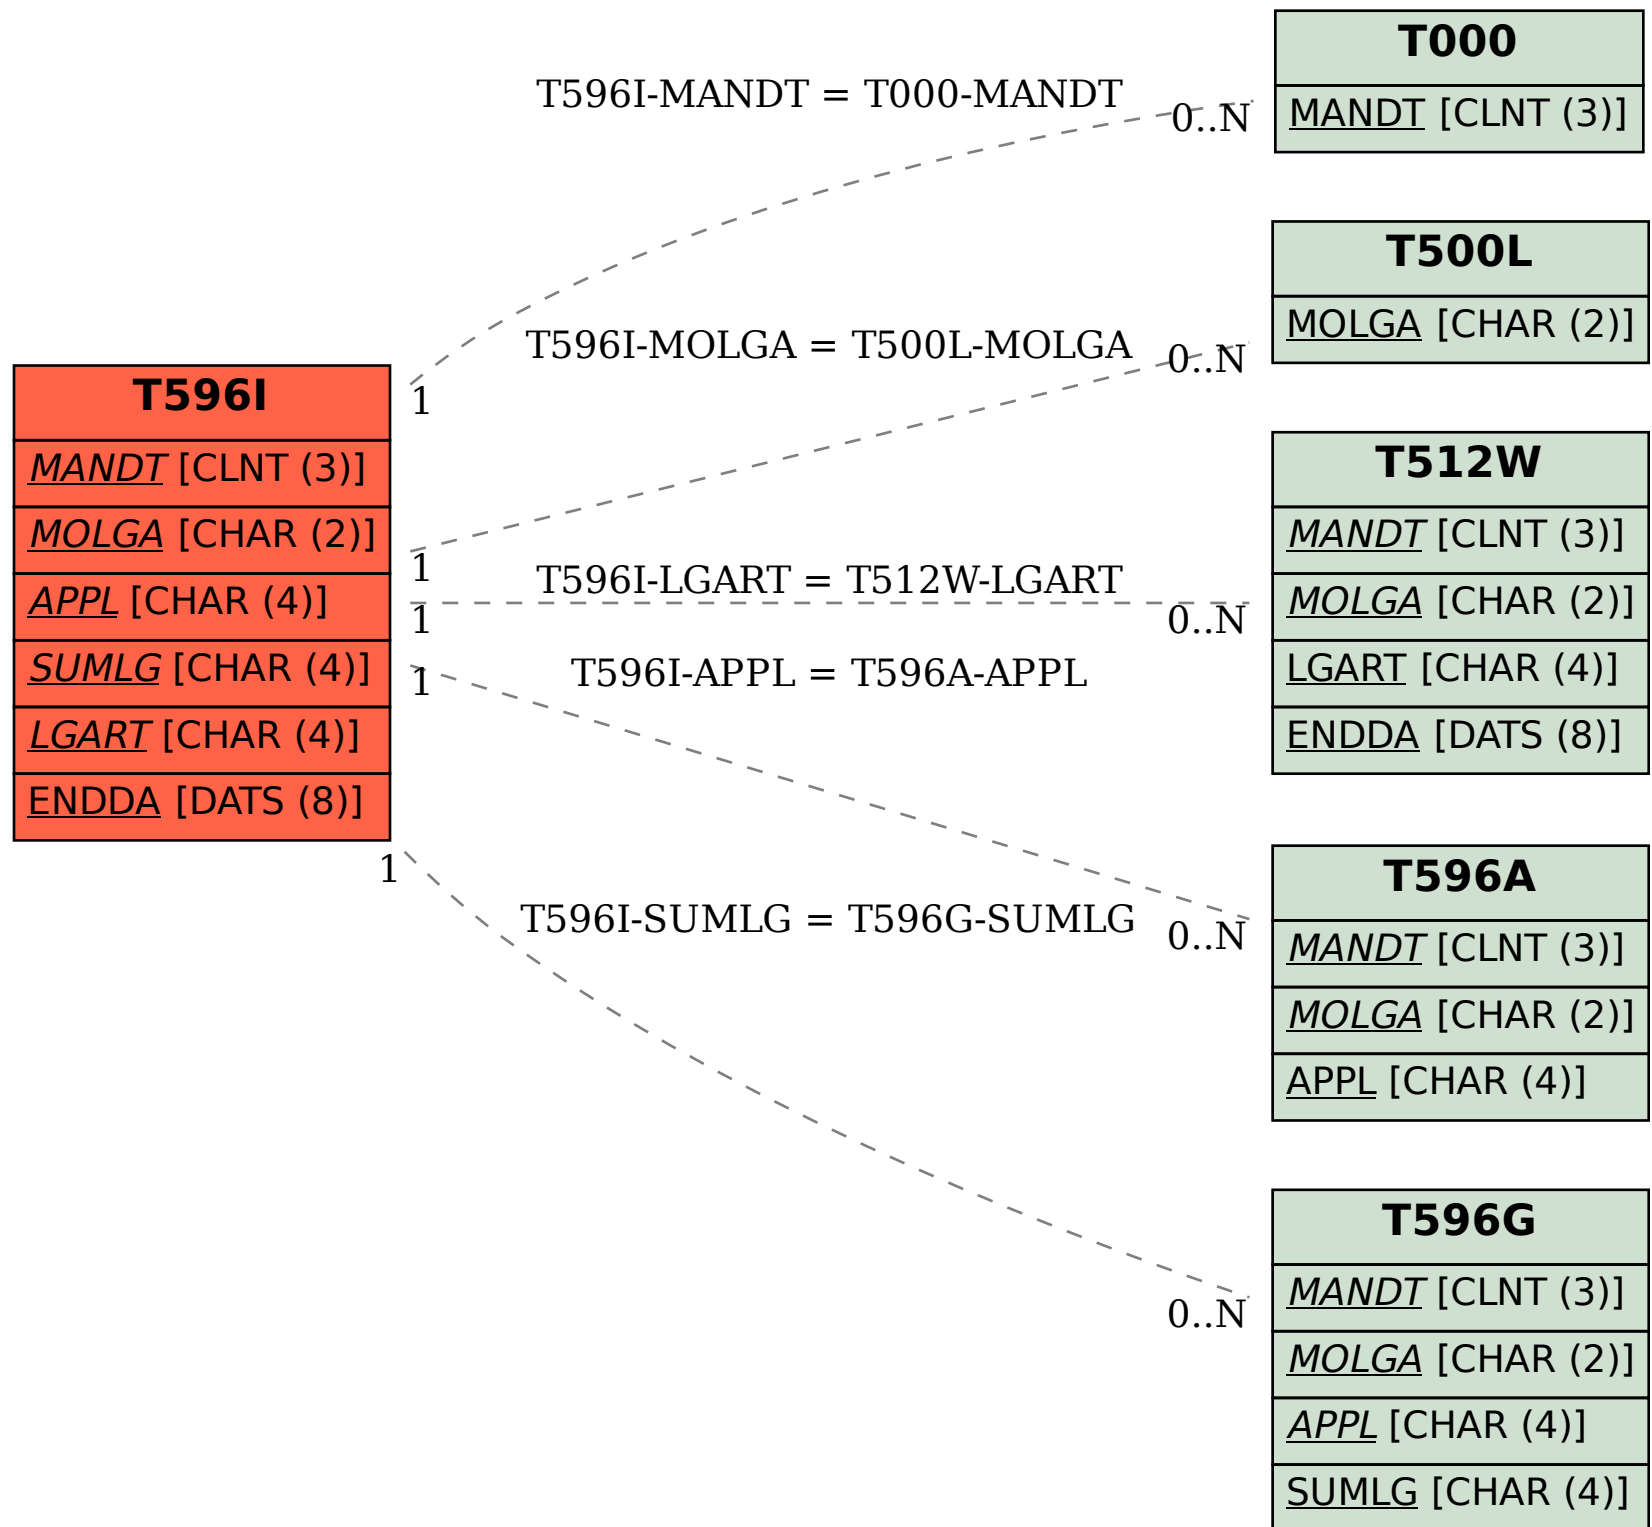 T596I
MANDT [CLNT (3)]
MOLGA [CHAR (2)]
APPL [CHAR (4)]
SUMLG [CHAR (4)]
LGART [CHAR (4)]
ENDDA [DATS (8)]
T596I-MANDT = T000-MANDT
1
0..N
T596I-MOLGA = T500L-MOLGA
1
0..N
T596I-LGART = T512W-LGART
1
0..N
T596I-APPL = T596A-APPL
1
0..N
T596I-SUMLG = T596G-SUMLG
1
0..N
T000
MANDT [CLNT (3)]
T500L
MOLGA [CHAR (2)]
T512W
MANDT [CLNT (3)]
MOLGA [CHAR (2)]
LGART [CHAR (4)]
ENDDA [DATS (8)]
T596A
MANDT [CLNT (3)]
MOLGA [CHAR (2)]
APPL [CHAR (4)]
T596G
MANDT [CLNT (3)]
MOLGA [CHAR (2)]
APPL [CHAR (4)]
SUMLG [CHAR (4)]